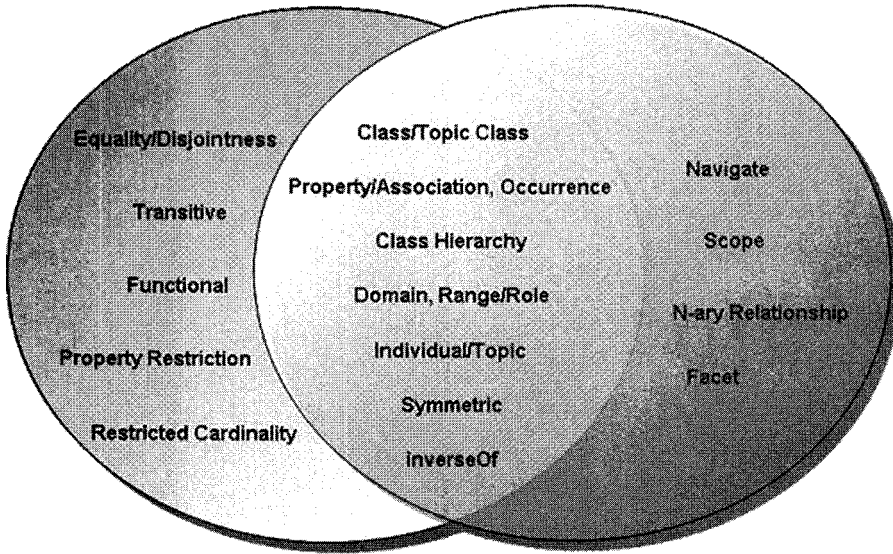 Equality/Disjointness
Transitive
Functional
Property Restriction
Restricted Cardinality
Class/Topic Class
Property/Association, Occurrence
Class Hierarchy
Domain, Range/Role
Individual/Topic
Symmetric
inverseOf
Navigate
Scope
N-ary Relationship
Facet